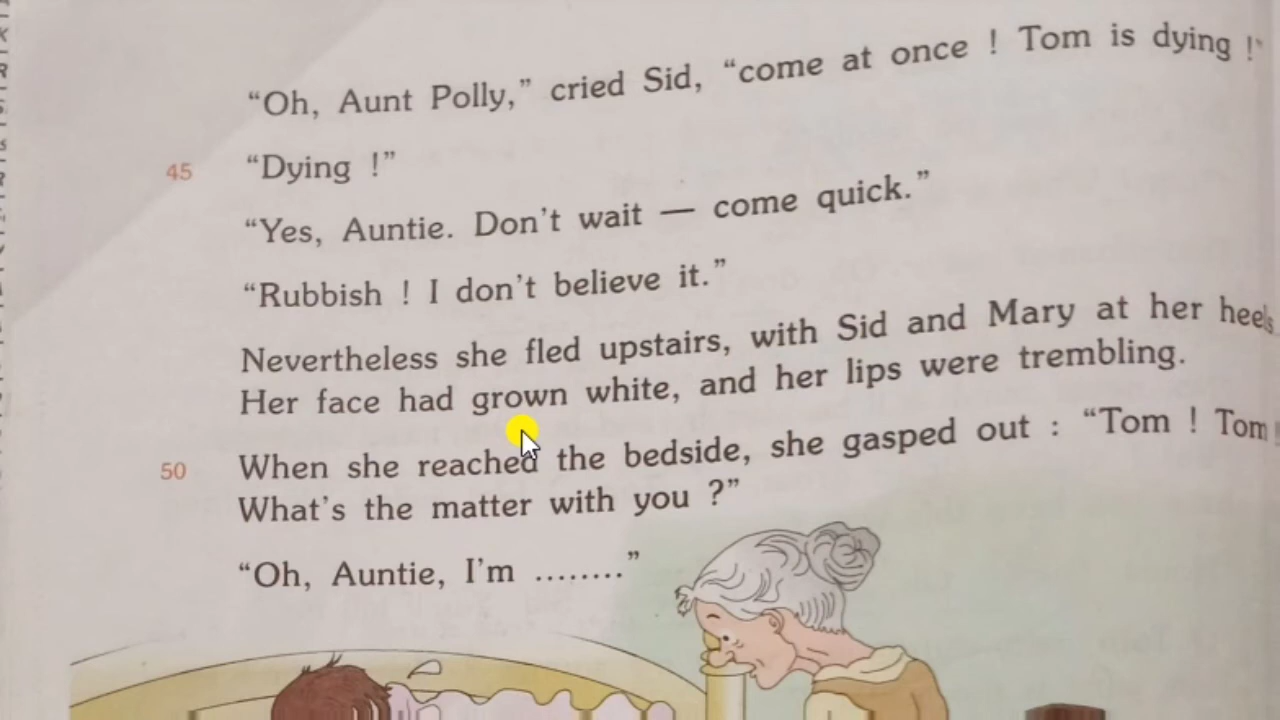 “Oh, Aunt Polly,” cried Sid, “come at once ! Tom is dying !”
45 “Dying !”
“Yes, Auntie. Don’t wait — come quick.”
“Rubbish ! I don’t believe it.”
Nevertheless she fled upstairs, with Sid and Mary at her heels
Her face had grown white, and her lips were trembling.
50 When she reached the bedside, she gasped out : “Tom ! Tom !
What’s the matter with you ?”
“Oh, Auntie, I’m ........”